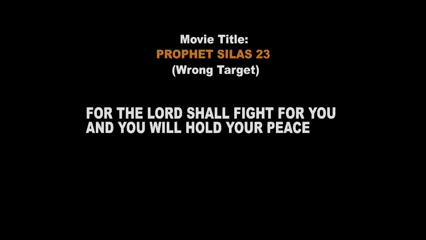 Movie Title:
PROPHET SILAS 23
(Wrong Target)
FOR THE LORD SHALL FIGHT FOR YOU
AND YOU WILL HOLD YOUR PEACE